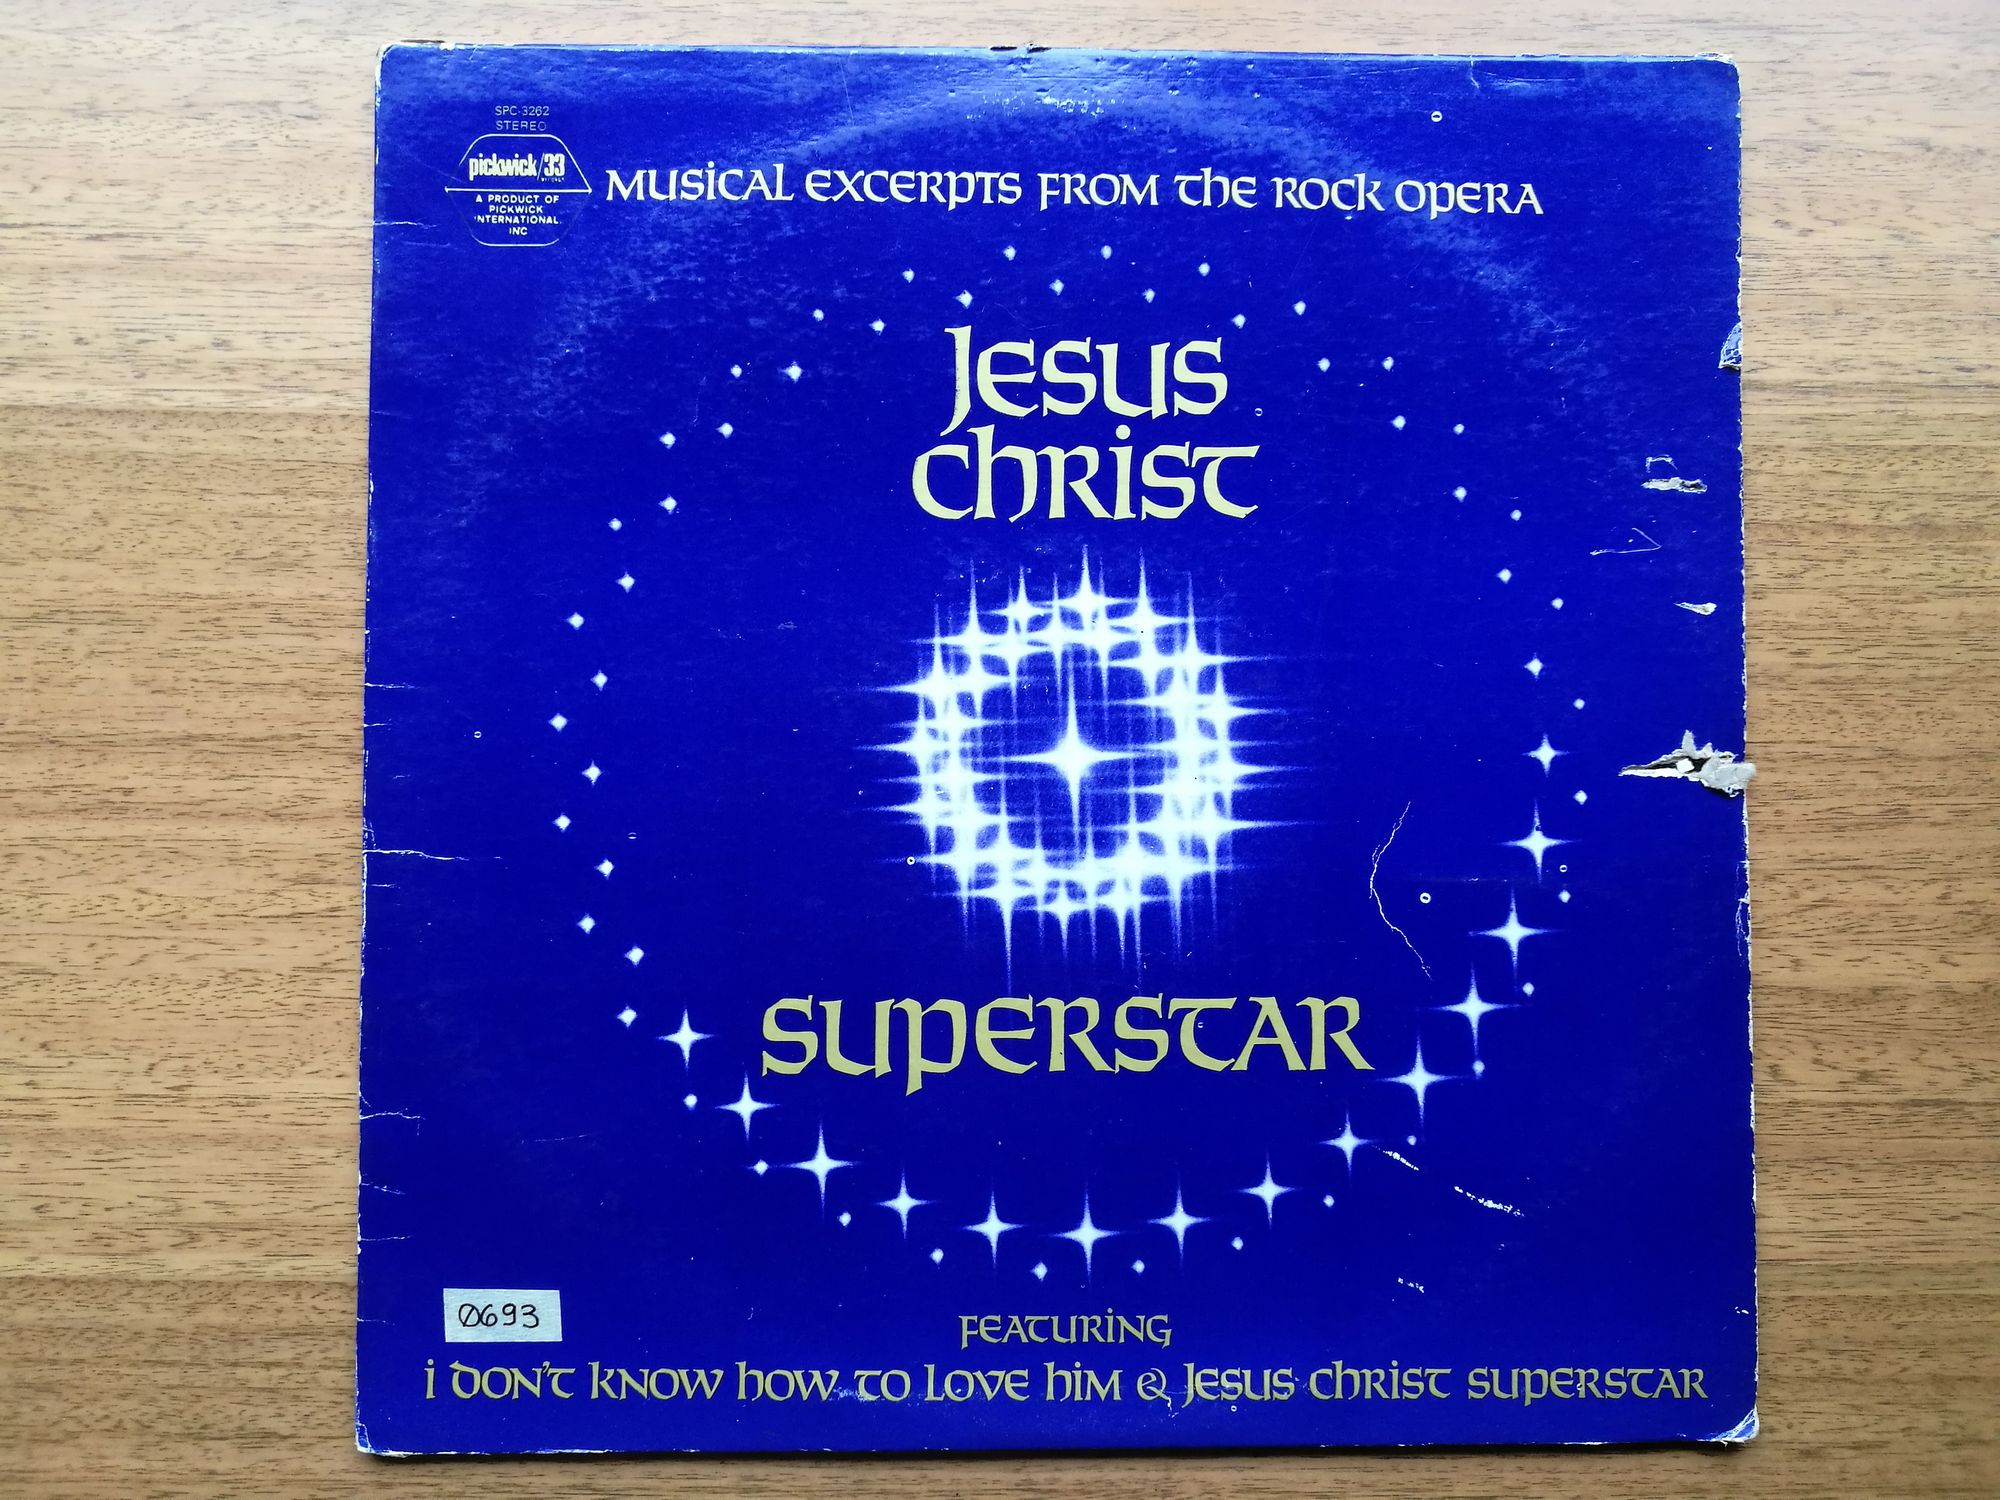 SPC-3262
STEREO
pickwick/33
A PRODUCT OF
PICKWICK
INTERNATIONAL
INC
MUSICAL EXCERPTS FROM THE ROCK OPERA
JESUS
CHRIST
SUPERSTAR
0693
FEATURING
I DON'T KNOW HOW TO LOVE HIM & JESUS CHRIST SUPERSTAR